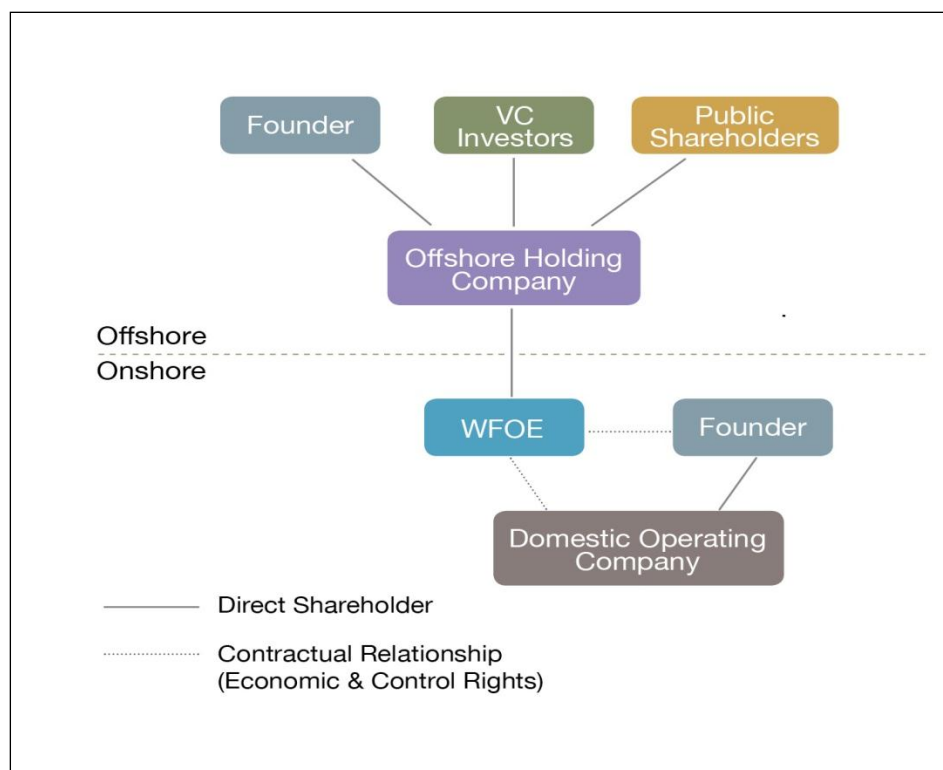 Founder
VC
Investors
Public
Shareholders
Offshore Holding
Company
Offshore
Onshore
WFOE
Founder
Domestic Operating
Company
Direct Shareholder
Contractual Relationship
(Economic & Control Rights)